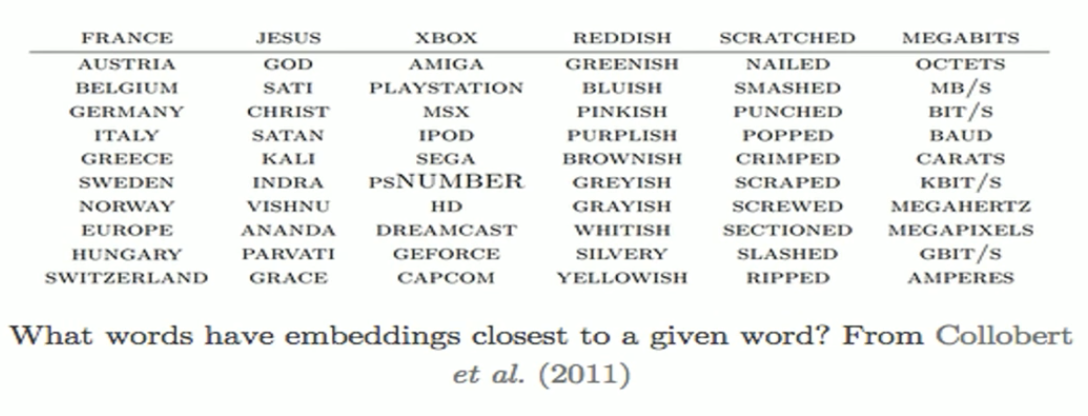 FRANCE JESUS XBOX REDDISH SCRATCHED MEGABITS
AUSTRIA GOD AMIGA GREENISH NAILED OCTETS
BELGIUM SATI PLAYSTATION BLUISH SMASHED MB/S
GERMANY CHRIST MSX PINKISH PUNCHED BIT/S
ITALY SATAN IPOD PURPLISH POPPED BAUD
GREECE KALI SEGA BROWNISH CRIMPED CARATS
SWEDEN INDRA PSNUMBER GREYISH SCRAPED KBIT/S
NORWAY VISHNU HD GRAYISH SCREWED MEGAHERTZ
EUROPE ANANDA DREAMCAST WHITISH SECTIONED MEGAPIXELS
HUNGARY PARVATI GEFORCE SILVERY SLASHED GBIT/S
SWITZERLAND GRACE CAPCOM YELLOWISH RIPPED AMPERES
What words have embeddings closest to a given word? From Collobert
et al. (2011)